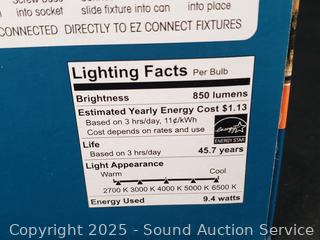 Screw base
into socket slide fixture into can into place
CONNECTED DIRECTLY TO EZ CONNECT FIXTURES
Lighting Facts Per Bulb
Brightness 850 lumens
Estimated Yearly Energy Cost $1.13
Based on 3 hrs/day, 11¢/kWh
Cost depends on rates and use
ENERGY STAR
Life
Based on 3 hrs/day 45.7 years
Light Appearance
Warm Cool
2700 K 3000 K 4000 K 5000 K 6500 K
Energy Used 9.4 watts
Copyright 2025 - Sound Auction Service